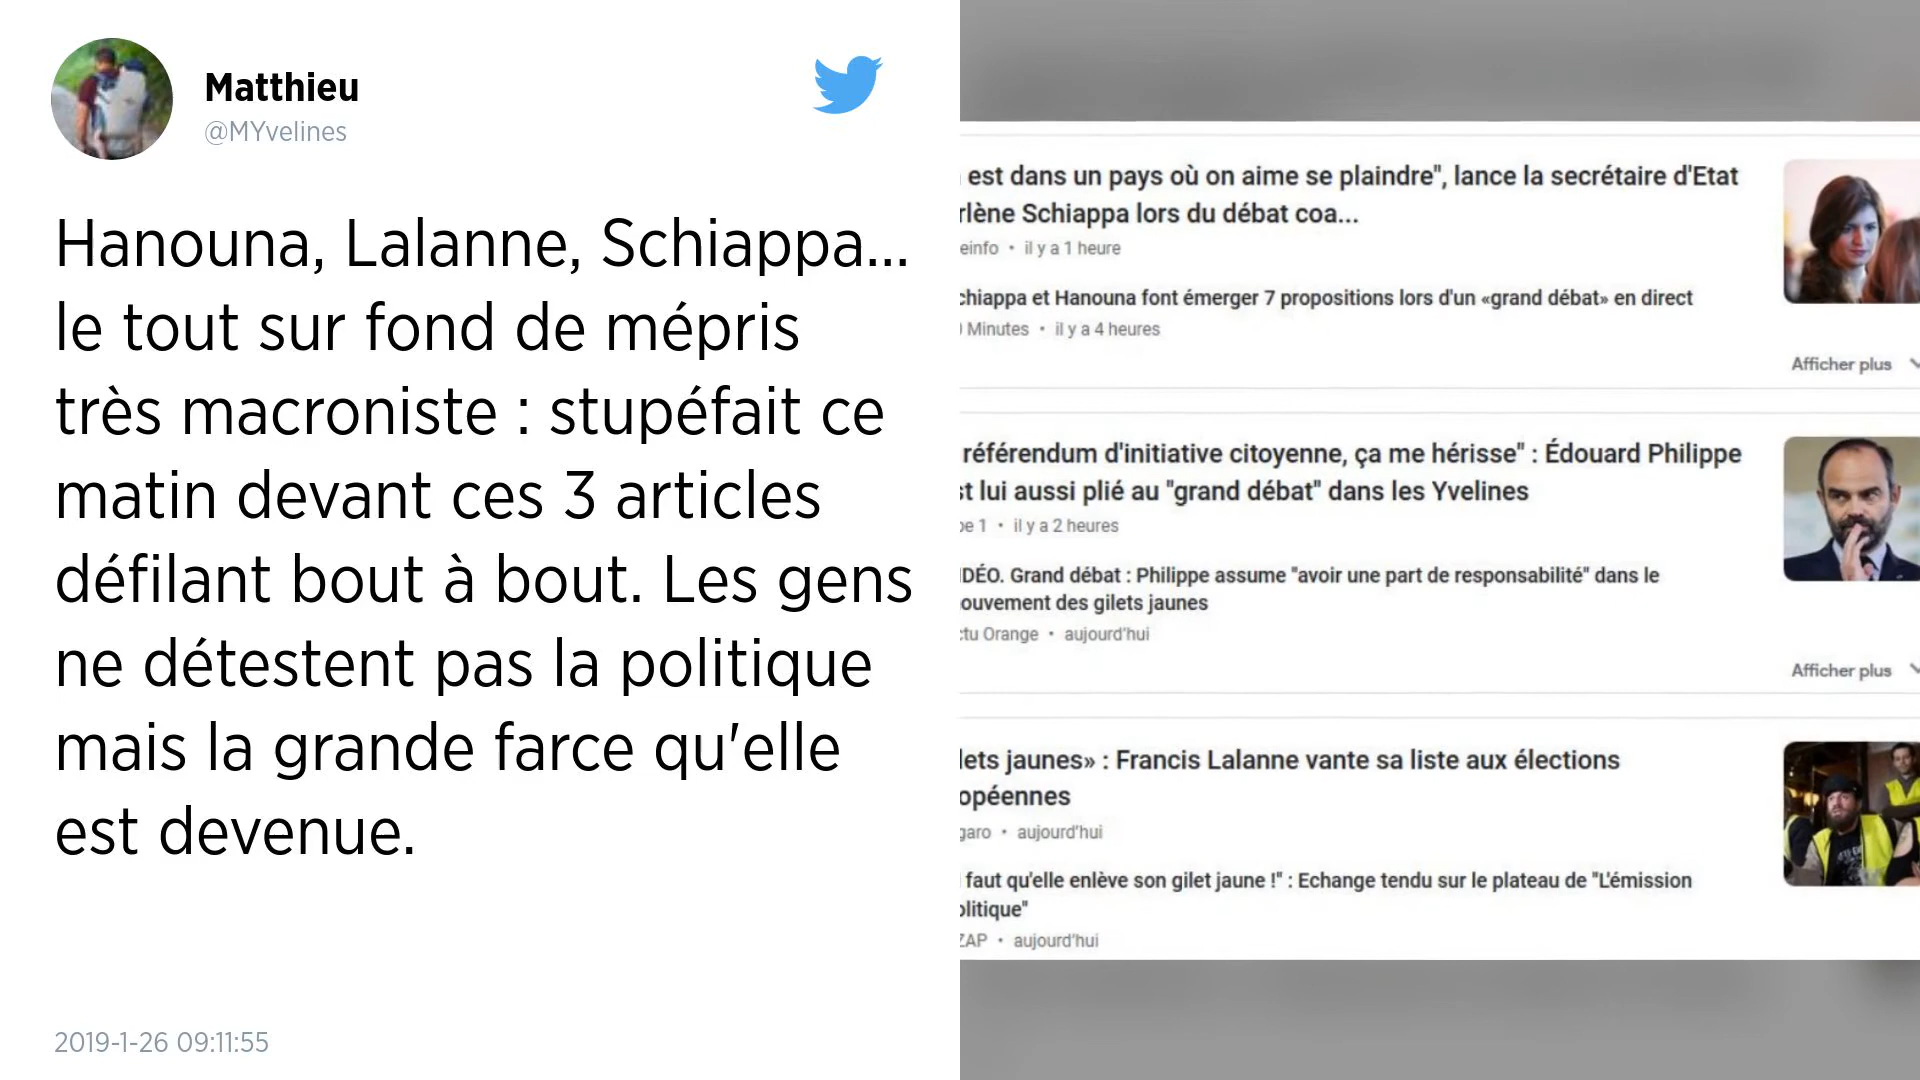 Matthieu
@MYvelines
Hanouna, Lalanne, Schiappa...
le tout sur fond de mépris
très macroniste : stupéfait ce
matin devant ces 3 articles
défilant bout à bout. Les gens
ne détestent pas la politique
mais la grande farce qu'elle
est devenue.
2019-1-26 09:11:55
est dans un pays où on aime se plaindre", lance la secrétaire d'Etat
rlène Schiappa lors du débat coa...
einfo • il y a 1 heure
chiappa et Hanouna font émerger 7 propositions lors d'un «grand débat» en direct
Minutes • il y a 4 heures
Afficher plus
référendum d'initiative citoyenne, ça me hérisse" : Édouard Philippe
st lui aussi plié au "grand débat" dans les Yvelines
pe 1 • il y a 2 heures
IDÉO. Grand débat : Philippe assume "avoir une part de responsabilité" dans le
ouvement des gilets jaunes
ctu Orange • aujourd'hui
Afficher plus
lets jaunes» : Francis Lalanne vante sa liste aux élections
opéennes
garo • aujourd'hui
faut qu'elle enlève son gilet jaune !" : Echange tendu sur le plateau de "L'émission
olitique"
ZAP • aujourd'hui